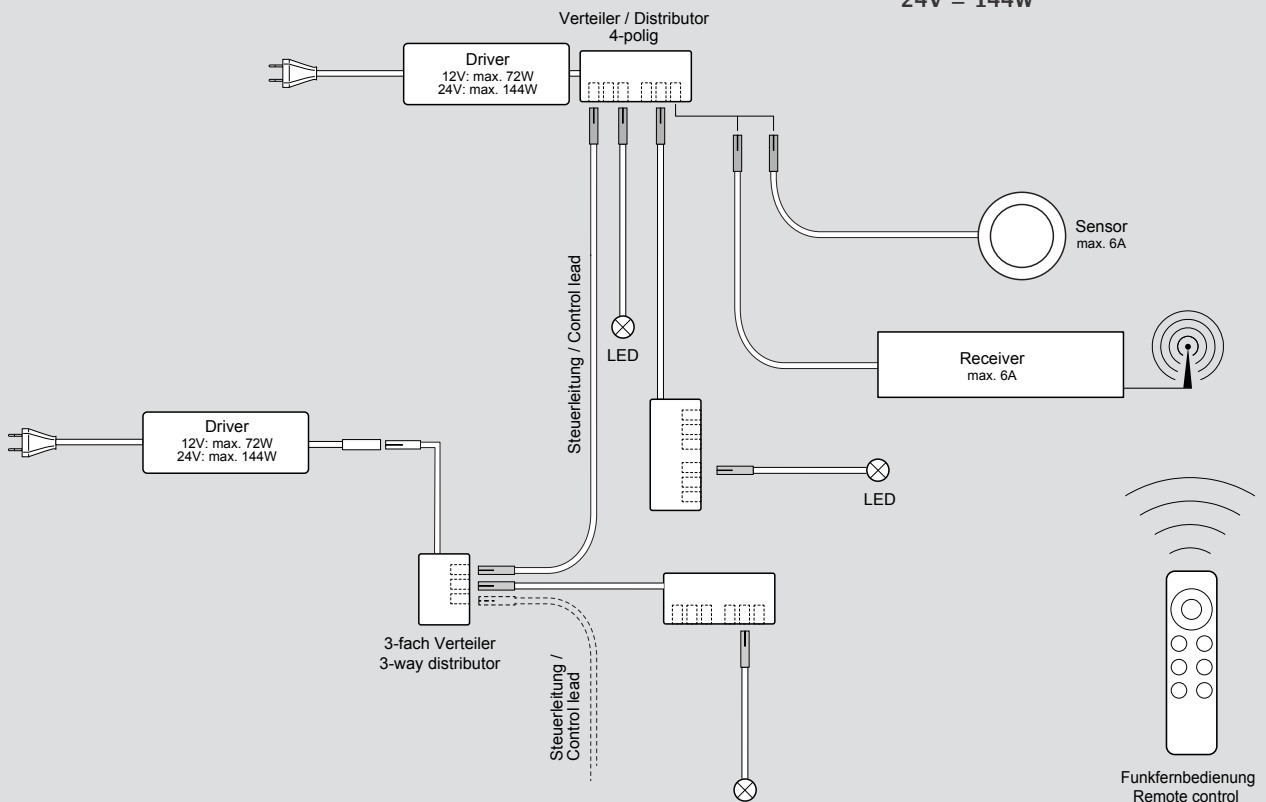 24V = 144W
Verteiler / Distributor
4-polig
Driver
12V: max. 72W
24V: max. 144W
Sensor
max. 6A
Steuerleitung / Control lead
LED
Receiver
max. 6A
Driver
12V: max. 72W
24V: max. 144W
LED
3-fach Verteiler
3-way distributor
Steuerleitung /
Control lead
Funkfernbedienung
Remote control